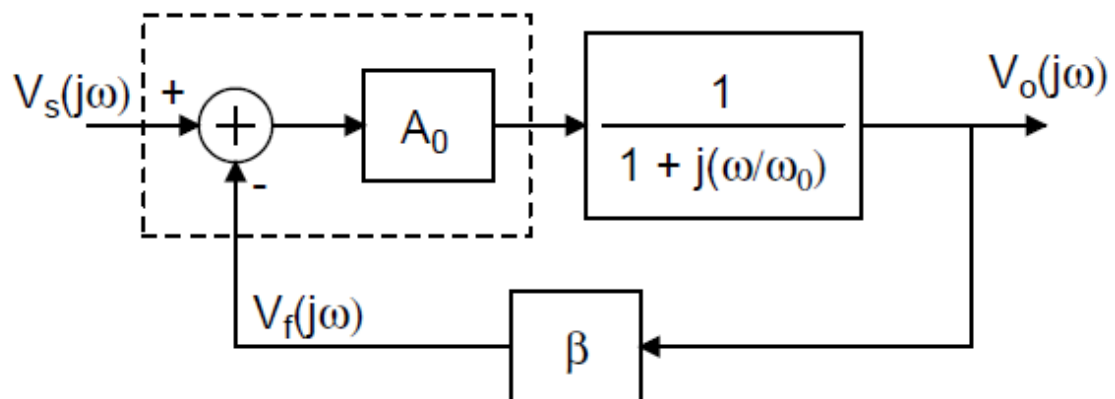 Vs(jω) + + A0 1 Vo(jω)
1 + j(ω/ω0)
-
Vf(jω) β